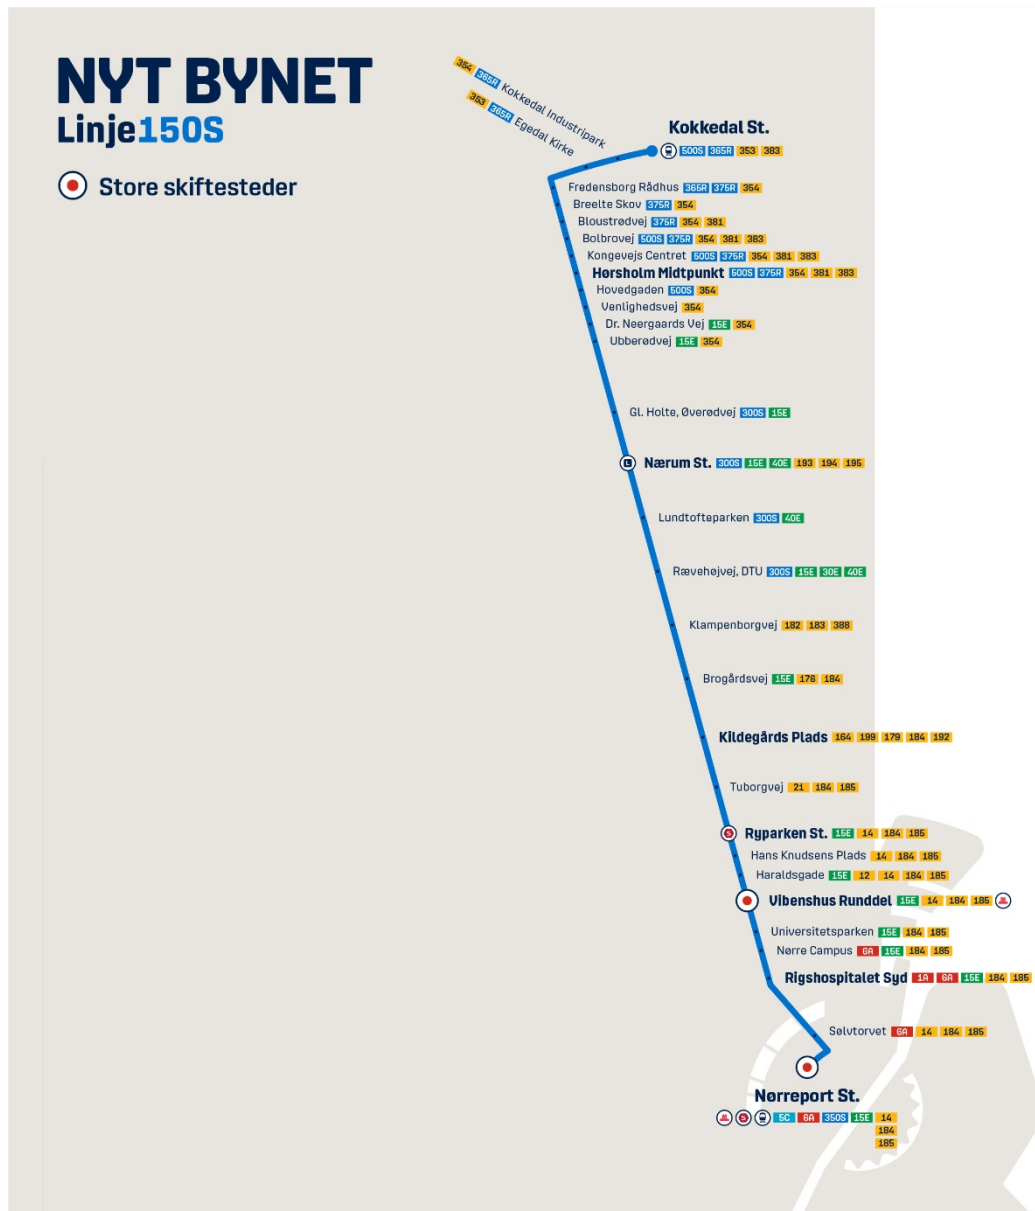 NYT BYNET
Linje150S
Store skiftesteder
354 365R Kokkedal Industripark
353 365R Egedal Kirke
Kokkedal St.
500S 365R 353 383
Fredensborg Rådhus 365R 375R 354
Breelte Skov 375R 354
Bloustrødvej 375R 354 381
Bolbrovej 500S 375R 354 381 383
Kongevejs Centret 500S 375R 354 381 383
Hørsholm Midtpunkt 500S 375R 354 381 383
Hovedgaden 500S 354
Venlighedsvej 354
Dr. Neergaards Vej 15E 354
Ubberødvej 15E 354
Gl. Holte, Øverødvej 300S 15E
L Nærum St. 300S 15E 40E 193 194 195
Lundtofteparken 300S 40E
Rævehøjvej, DTU 300S 15E 30E 40E
Klampenborgvej 182 183 388
Brogårdsvej 15E 176 184
Kildegårds Plads 164 199 179 184 192
Tuborgvej 21 184 185
S Ryparken St. 15E 14 184 185
Hans Knudsens Plads 14 184 185
Haraldsgade 15E 12 14 184 185
Vibenshus Runddel 15E 14 184 185
Universitetsparken 15E 184 185
Nørre Campus 6A 15E 184 185
Rigshospitalet Syd 1A 6A 15E 184 185
Sølvtorvet 6A 14 184 185
Nørreport St.
S 5C 6A 350S 15E 14
184
185